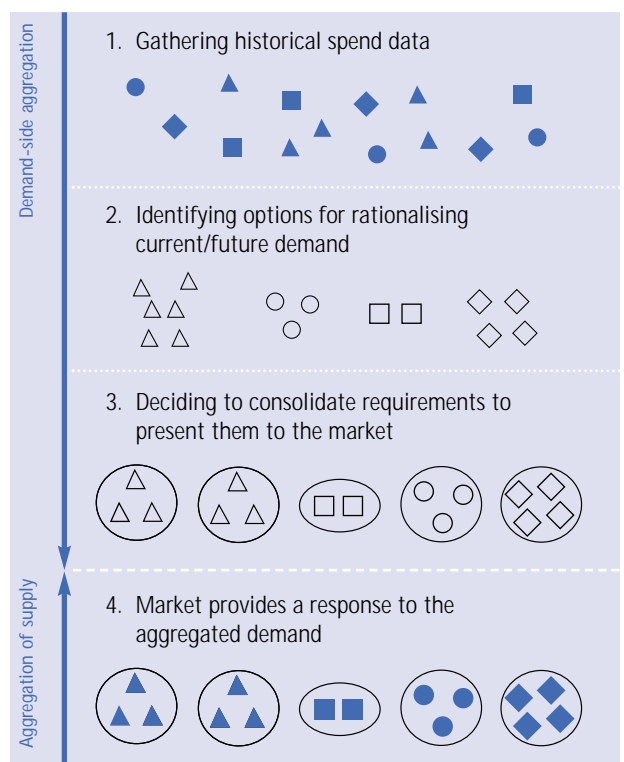 Demand-side aggregation
1. Gathering historical spend data
2. Identifying options for rationalising
current/future demand
3. Deciding to consolidate requirements to
present them to the market
Aggregation of supply
4. Market provides a response to the
aggregated demand